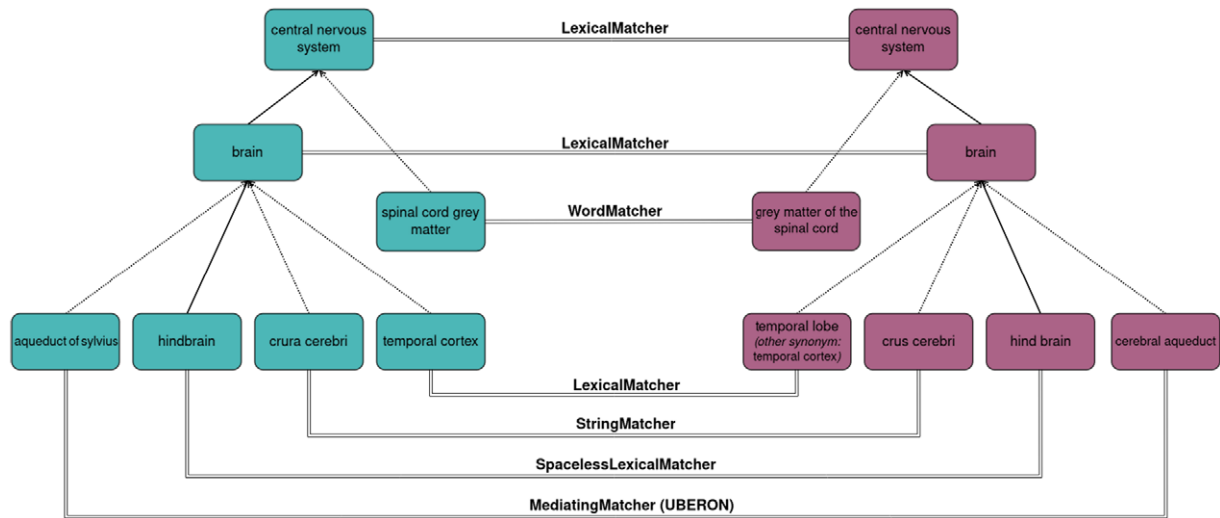 central nervous
system
LexicalMatcher
central nervous
system
brain
LexicalMatcher
brain
spinal cord grey
matter
WordMatcher
grey matter of the
spinal cord
aqueduct of sylvius
hindbrain
crura cerebri
temporal cortex
temporal lobe
(other synonym:
temporal cortex)
crus cerebri
hind brain
cerebral aqueduct
LexicalMatcher
StringMatcher
SpacelessLexicalMatcher
MediatingMatcher (UBERON)